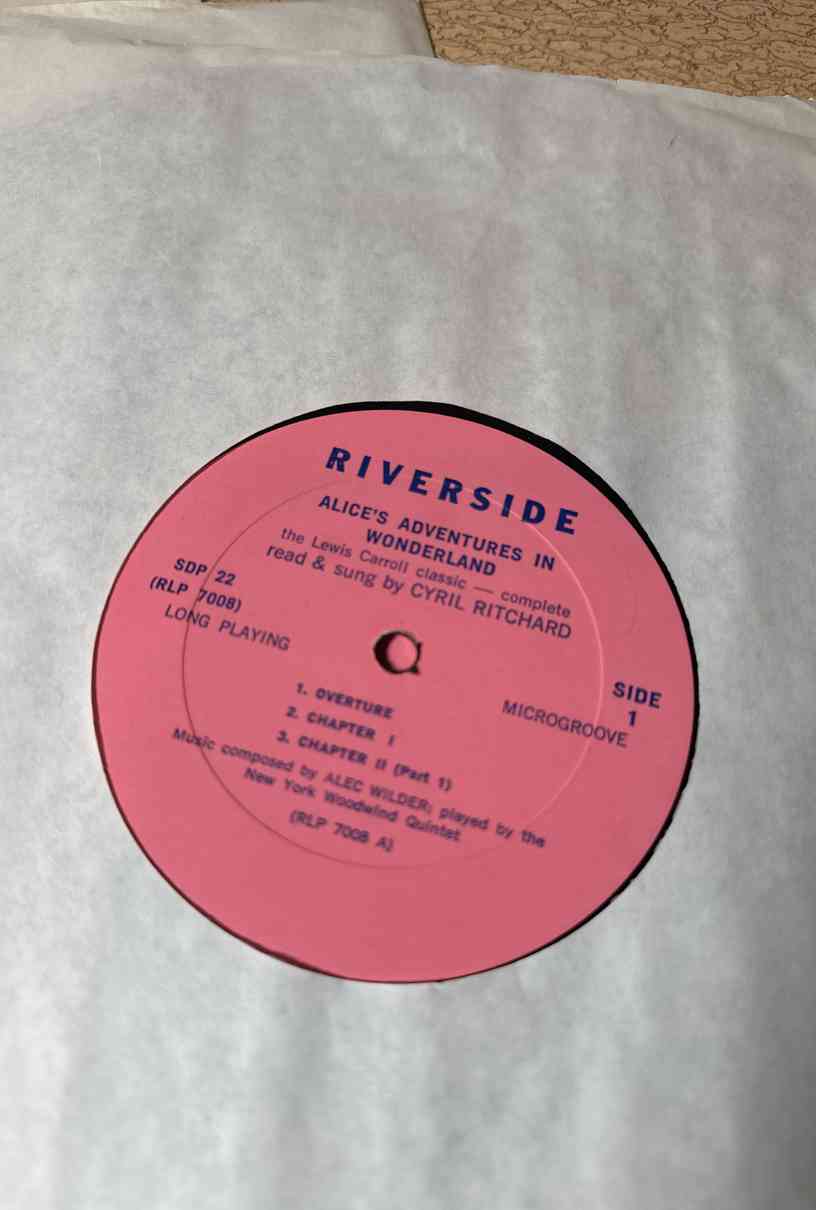 RIVERSIDE
ALICE'S ADVENTURES IN
WONDERLAND
the Lewis Carroll classic — complete
read & sung by CYRIL RITCHARD
SDP 22
(RLP 7008)
LONG PLAYING
SIDE
1
MICROGROOVE
1. OVERTURE
2. CHAPTER I
3. CHAPTER II (Part 1)
Music composed by ALEC WILDER; played by the
New York Woodwind Quintet
(RLP 7008 A)